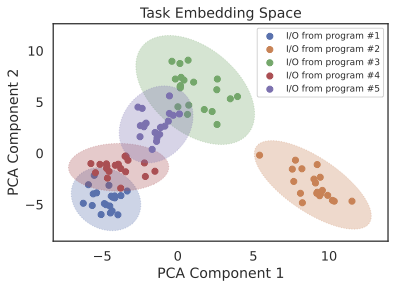 Task Embedding Space
I/O from program #1
I/O from program #2
I/O from program #3
I/O from program #4
I/O from program #5
PCA Component 2
10
5
0
−5
−5
0
5
10
PCA Component 1